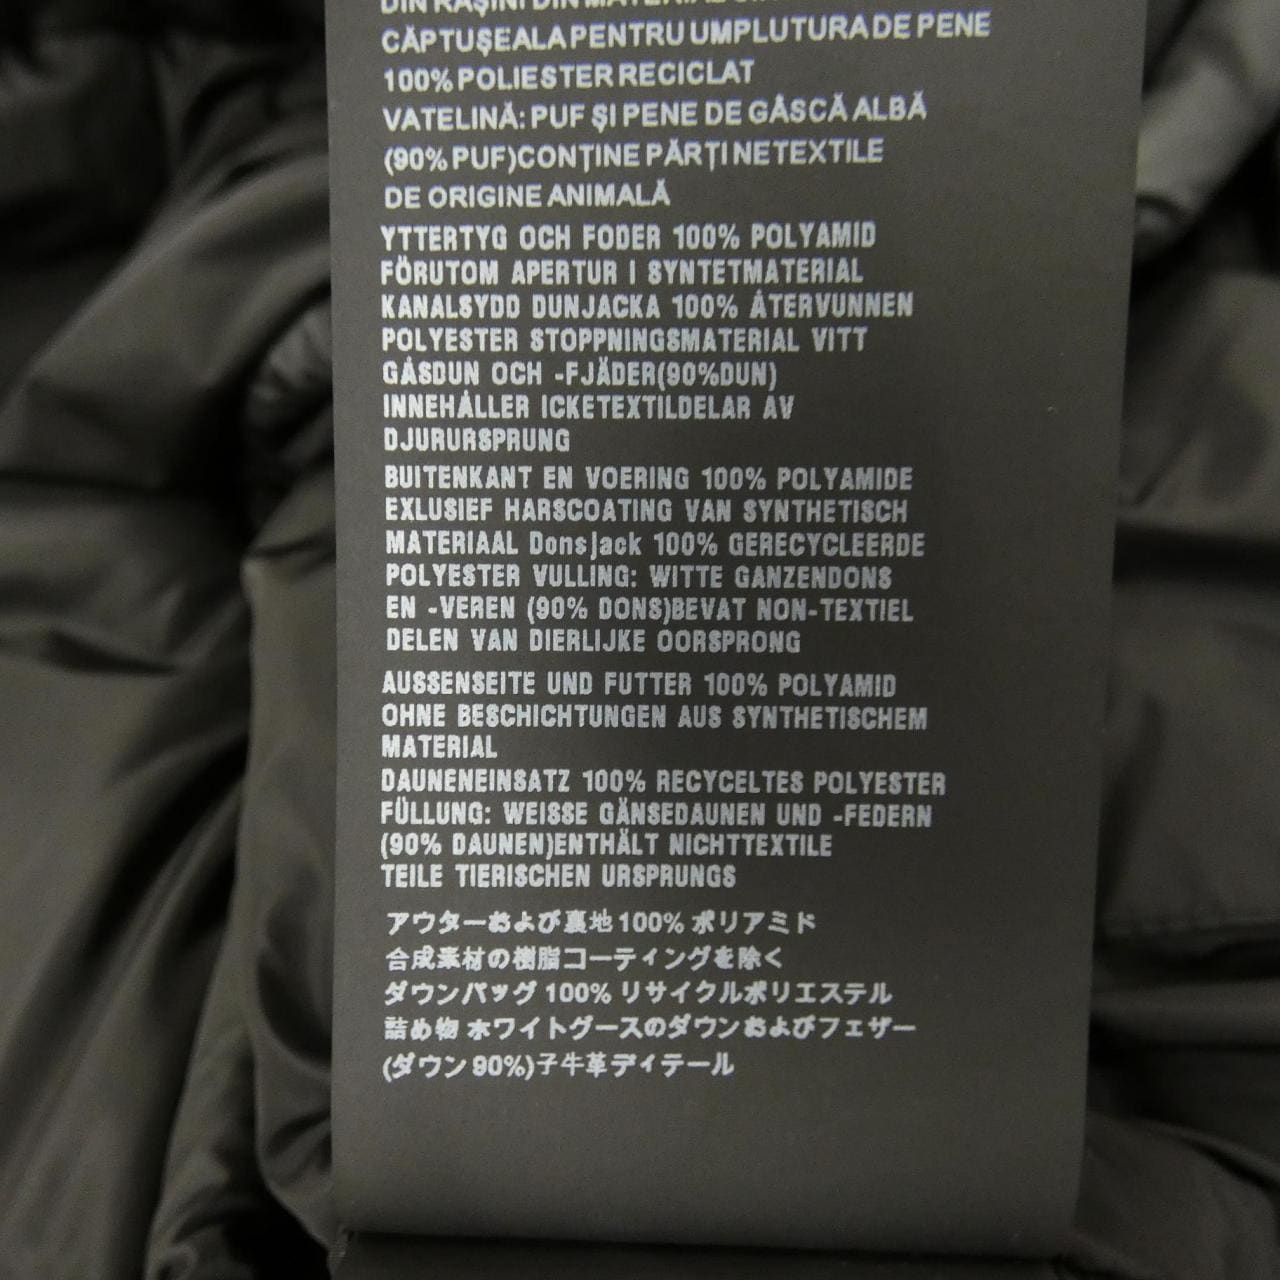 DIN RĂȘINI DIN MATERIAL
CĂPTUȘEALA PENTRU UMPLUTURA DE PENE
100% POLIESTER RECICLAT
VATELINĂ: PUF ȘI PENE DE GÂSCĂ ALBĂ
(90% PUF)CONȚINE PĂRȚI NETEXTILE
DE ORIGINE ANIMALĂ
YTTERTYG OCH FODER 100% POLYAMID
FÖRUTOM APERTUR I SYNTETMATERIAL
KANALSYDD DUNJACKA 100% ÅTERVUNNEN
POLYESTER STOPPNINGSMATERIAL VITT
GÅSDUN OCH -FJÄDER(90%DUN)
INNEHÅLLER ICKETEXTILDELAR AV
DJURURSPRUNG
BUITENKANT EN VOERING 100% POLYAMIDE
EXLUSIEF HARSCOATING VAN SYNTHETISCH
MATERIAAL Donsjack 100% GERECYCLEERDE
POLYESTER VULLING: WITTE GANZENDONS
EN -VEREN (90% DONS)BEVAT NON-TEXTIEL
DELEN VAN DIERLIJKE OORSPRONG
AUSSENSEITE UND FUTTER 100% POLYAMID
OHNE BESCHICHTUNGEN AUS SYNTHETISCHEM
MATERIAL
DAUNENEINSATZ 100% RECYCELTES POLYESTER
FÜLLUNG: WEISSE GÄNSEDAUNEN UND -FEDERN
(90% DAUNEN)ENTHÄLT NICHTTEXTILE
TEILE TIERISCHEN URSPRUNGS
アウターおよび裏地100% ポリアミド
合成素材の樹脂コーティングを除く
ダウンパッグ 100% リサイクルポリエステル
詰め物 ホワイトグースのダウンおよびフェザー
(ダウン 90%)子牛革ディテール